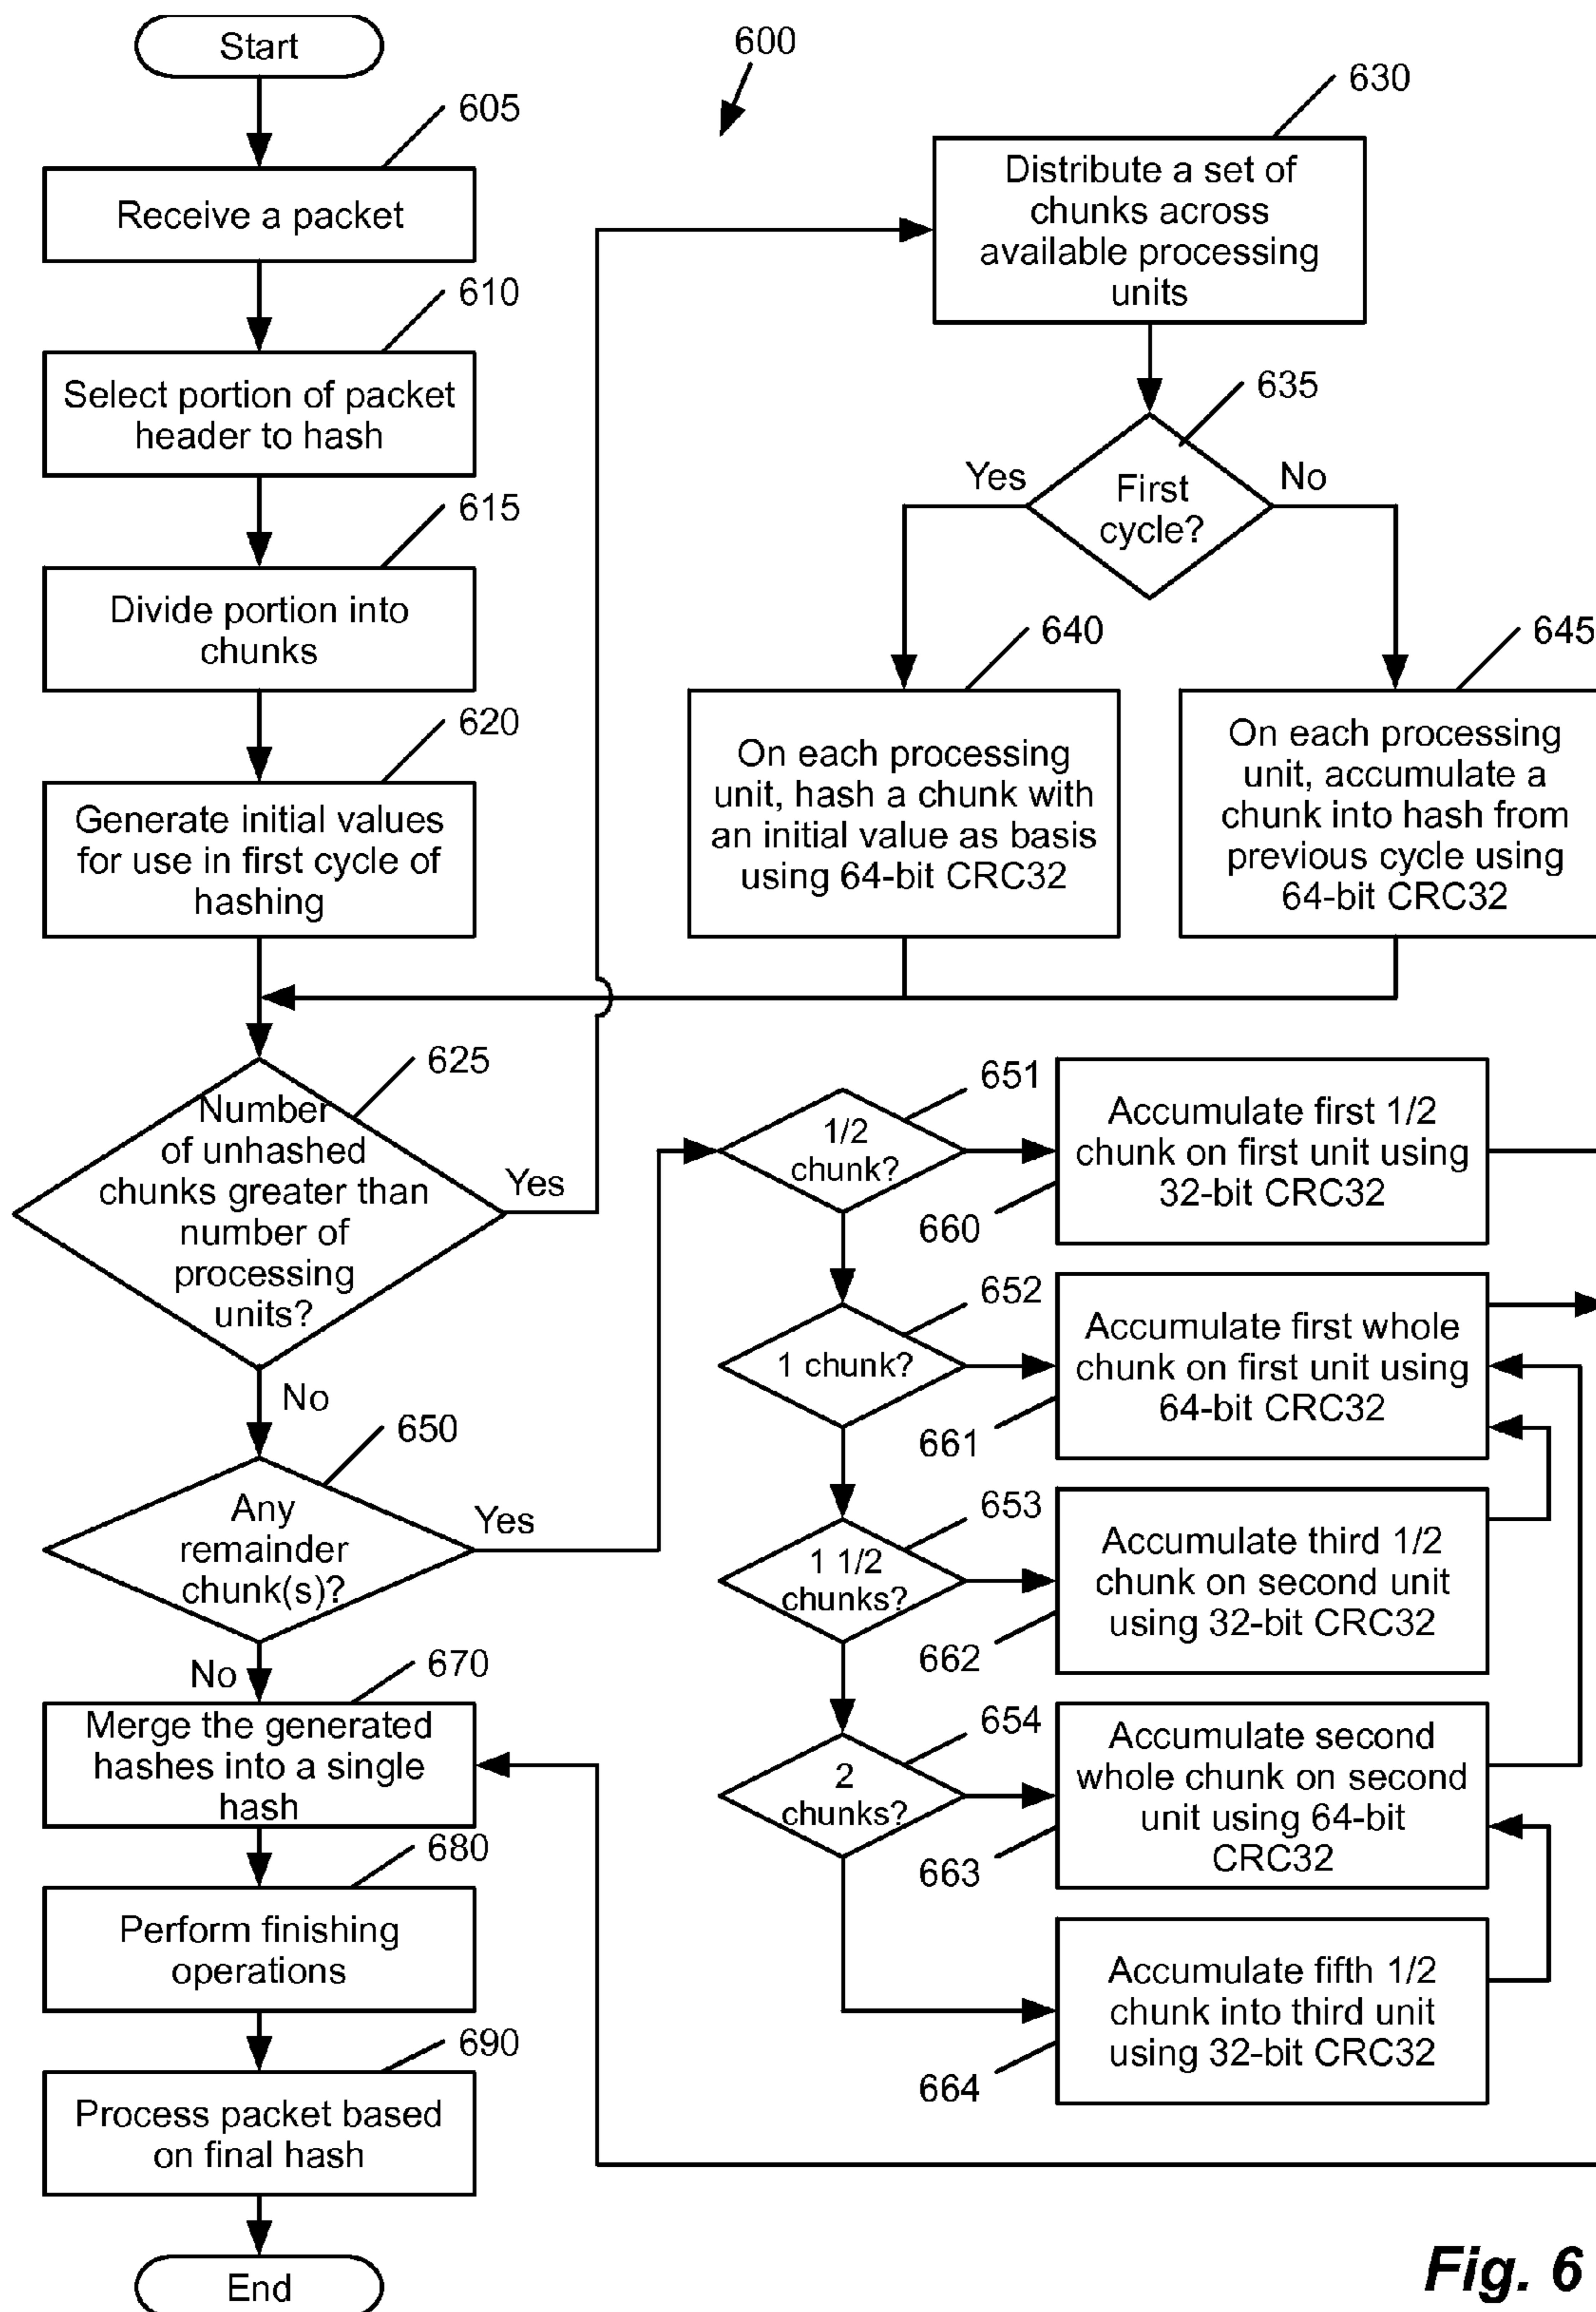 Start
600
605
Receive a packet
610
Select portion of packet
header to hash
615
Divide portion into
chunks
620
Generate initial values
for use in first cycle of
hashing
625
Number
of unhashed
chunks greater than
number of
processing
units?
Yes
No
630
Distribute a set of
chunks across
available processing
units
635
First
cycle?
Yes
No
640
On each processing
unit, hash a chunk with
an initial value as basis
using 64-bit CRC32
645
On each processing
unit, accumulate a
chunk into hash from
previous cycle using
64-bit CRC32
650
Any
remainder
chunk(s)?
Yes
No
651
1/2
chunk?
660
Accumulate first 1/2
chunk on first unit using
32-bit CRC32
652
1 chunk?
661
Accumulate first whole
chunk on first unit using
64-bit CRC32
653
1 1/2
chunks?
662
Accumulate third 1/2
chunk on second unit
using 32-bit CRC32
654
2
chunks?
663
Accumulate second
whole chunk on second
unit using 64-bit
CRC32
664
Accumulate fifth 1/2
chunk into third unit
using 32-bit CRC32
670
Merge the generated
hashes into a single
hash
680
Perform finishing
operations
690
Process packet based
on final hash
End
Fig. 6